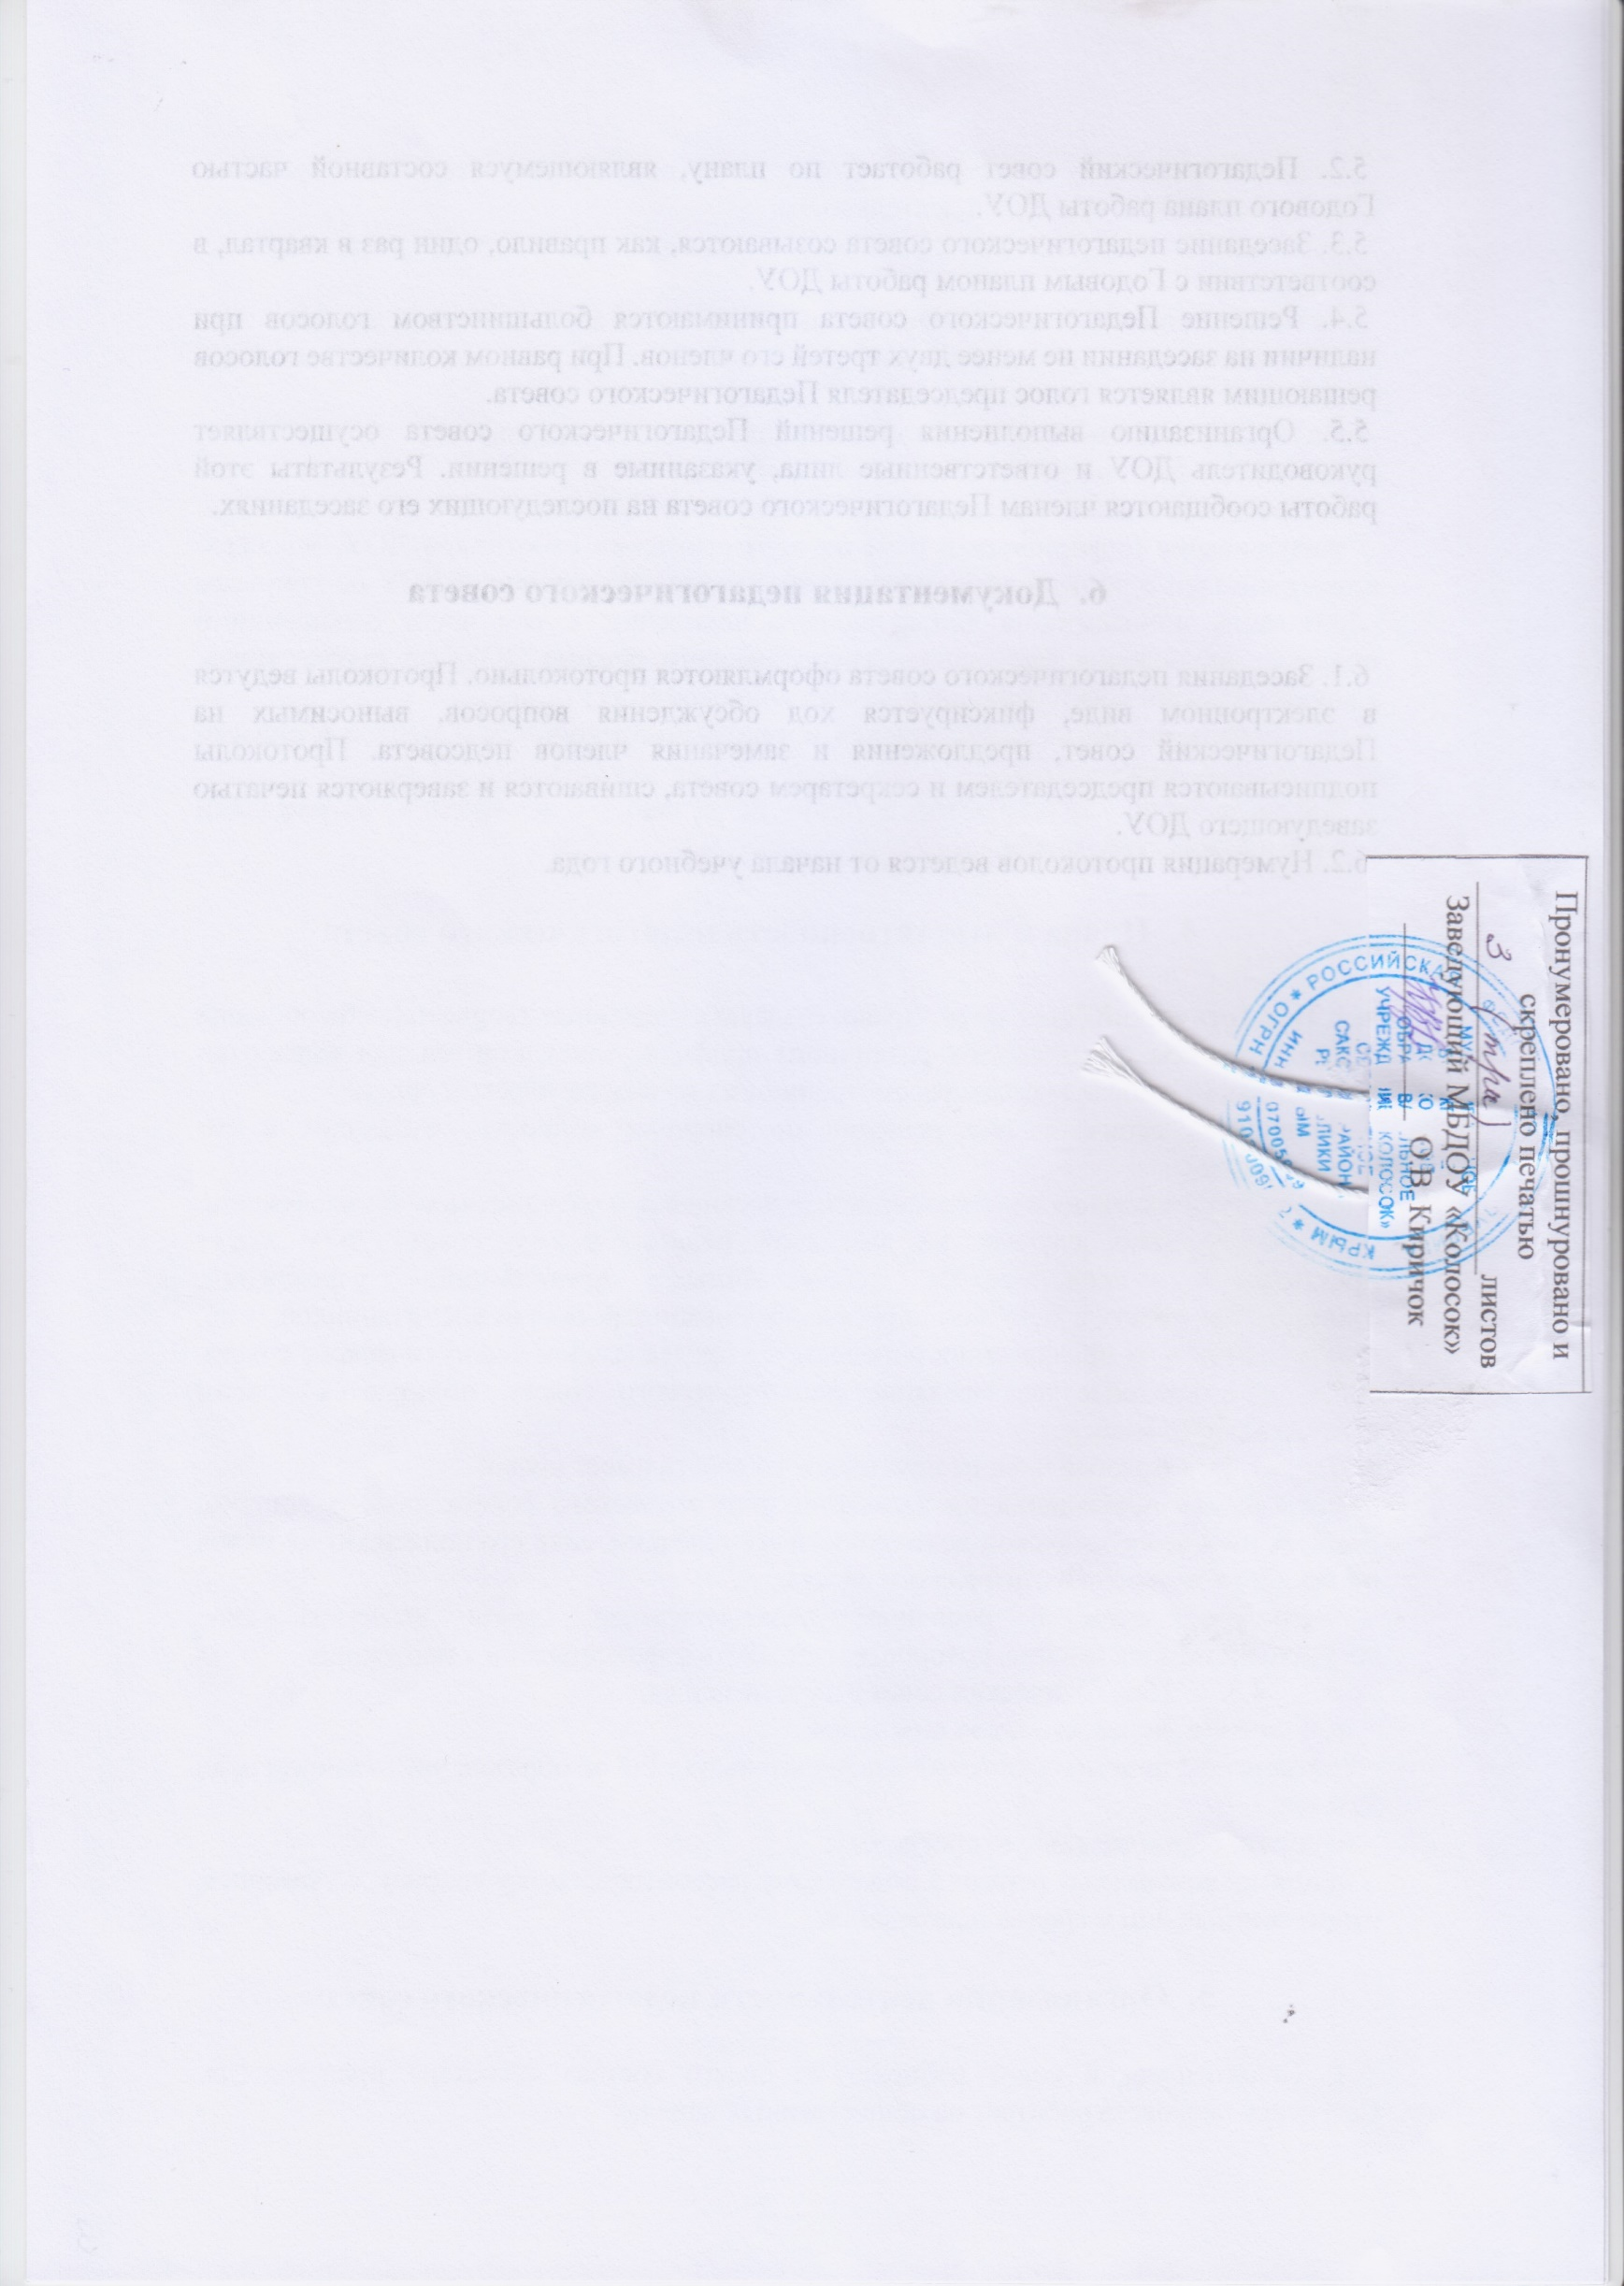 5.2. Педагогический совет работает по плану, являющемуся составной частью
Годового плана работы ДОУ.
5.3. Заседание педагогического совета созываются, как правило, один раз в квартал, в
соответствии с Годовым планом работы ДОУ.
5.4. Решение Педагогического совета принимаются большинством голосов при
наличии на заседании не менее двух третей его членов. При равном количестве голосов
решающим является голос председателя Педагогического совета.
5.5. Организацию выполнения решений Педагогического совета осуществляет
руководитель ДОУ и ответственные лица, указанные в решении. Результаты этой
работы сообщаются членам Педагогического совета на последующих его заседаниях.
6. Документация педагогического совета
6.1. Заседания педагогического совета оформляются протокольно. Протоколы ведутся
в электронном виде, фиксируется ход обсуждения вопросов, выносимых на
Педагогический совет, предложения и замечания членов педсовета. Протоколы
подписываются председателем и секретарем совета, сшиваются и заверяются печатью
заведующего ДОУ.
6.2. Нумерация протоколов ведется от начала учебного года.
Пронумеровано, прошнуровано и
скреплено печатью
3 (три) листов
Заведующий МБДОУ «Колосок»
О.В Киричок
ОГРН * РОССИЙСКАЯ
КРЫМ *
ИНН
КОЛОСОК»